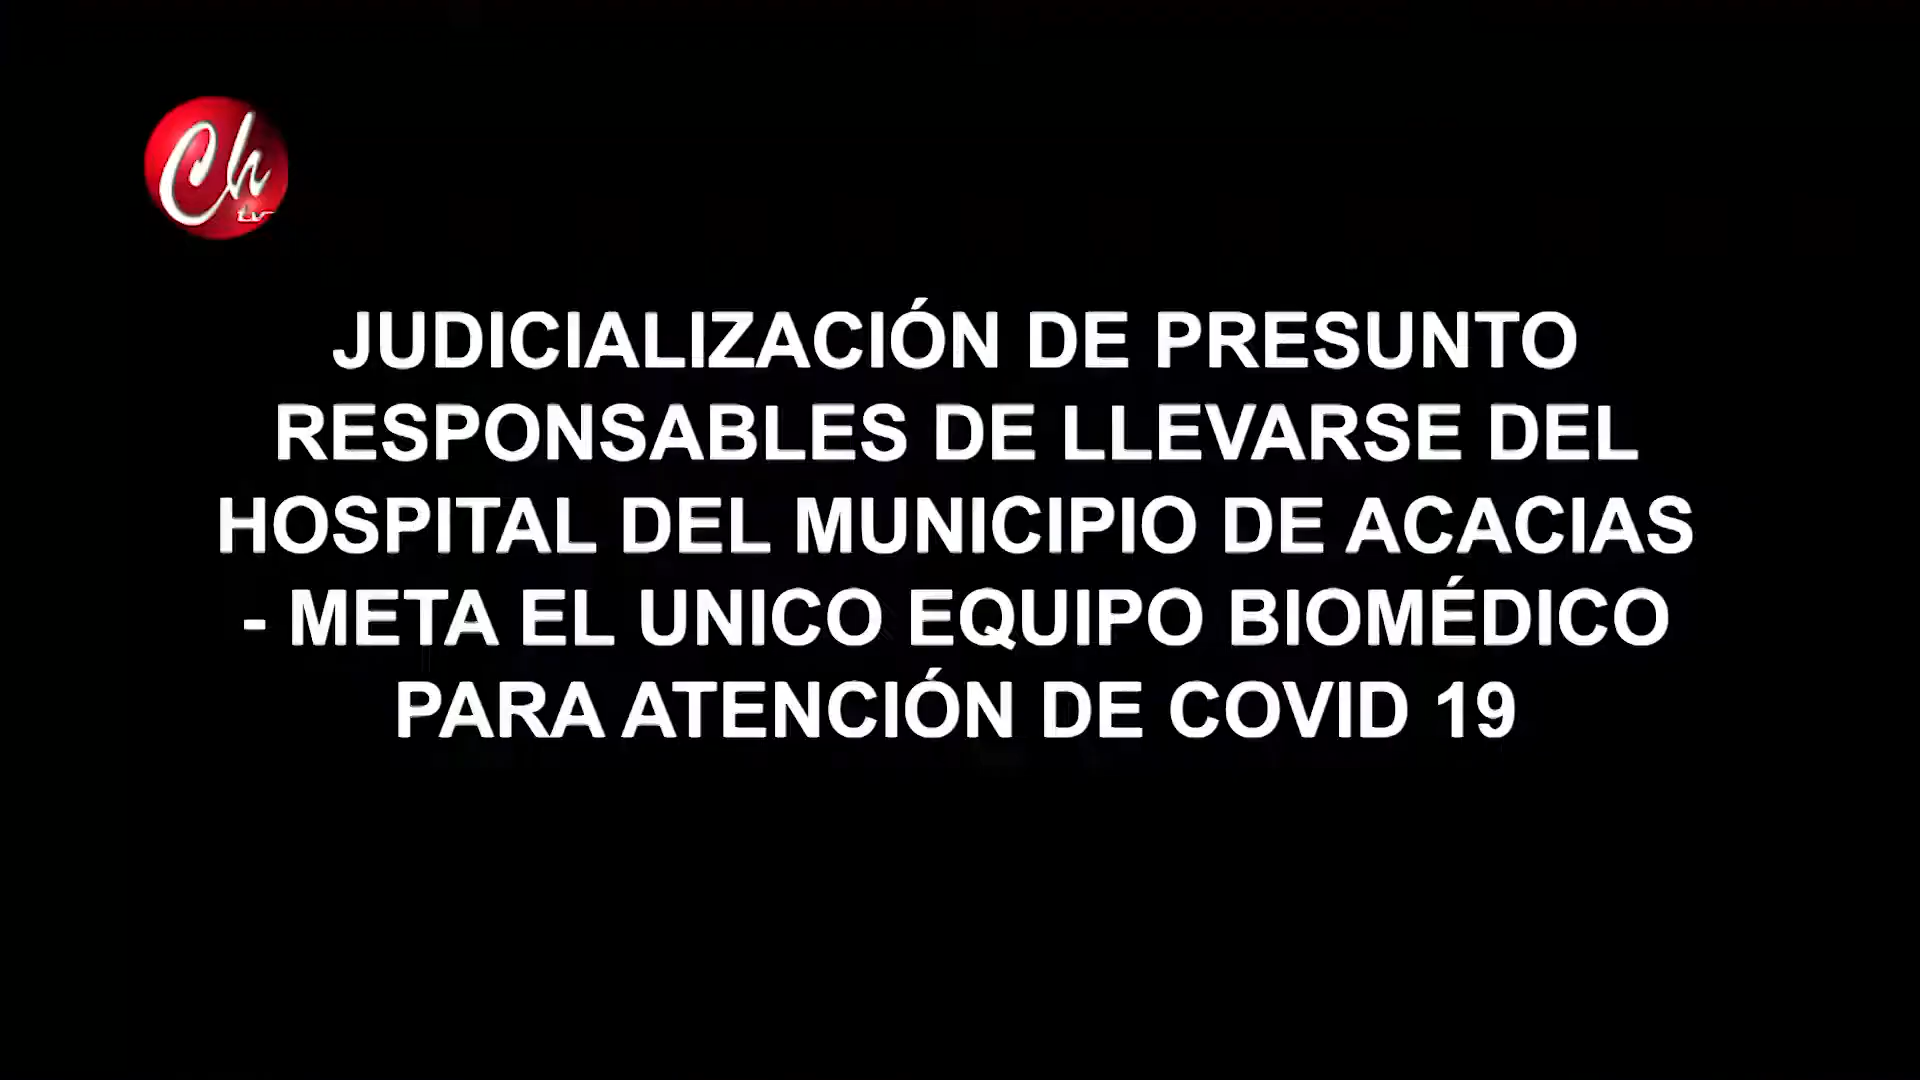 Ch
tv
JUDICIALIZACIÓN DE PRESUNTO
RESPONSABLES DE LLEVARSE DEL
HOSPITAL DEL MUNICIPIO DE ACACIAS
- META EL UNICO EQUIPO BIOMÉDICO
PARA ATENCIÓN DE COVID 19